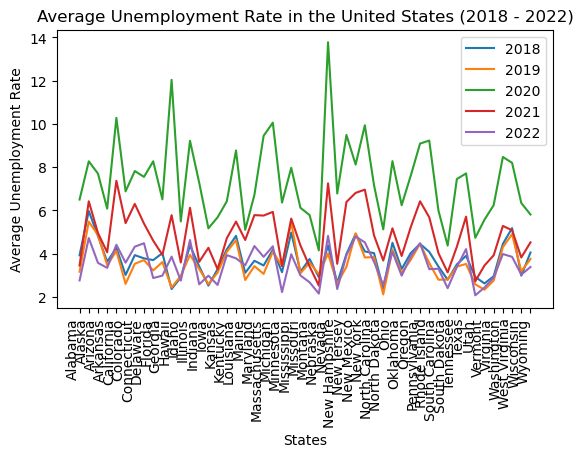 Average Unemployment Rate in the United States (2018 - 2022)
14
12
10
8
6
4
2
Average Unemployment Rate
2018
2019
2020
2021
2022
Alabama
Alaska
Arizona
Arkansas
California
Colorado
Connecticut
Delaware
Florida
Georgia
Hawaii
Idaho
Illinois
Indiana
Iowa
Kansas
Kentucky
Louisiana
Maine
Maryland
Massachusetts
Michigan
Minnesota
Mississippi
Missouri
Montana
Nebraska
Nevada
New Hampshire
New Jersey
New Mexico
New York
North Carolina
North Dakota
Ohio
Oklahoma
Oregon
Pennsylvania
Rhode Island
South Carolina
South Dakota
Tennessee
Texas
Utah
Vermont
Virginia
Washington
West Virginia
Wisconsin
Wyoming
States